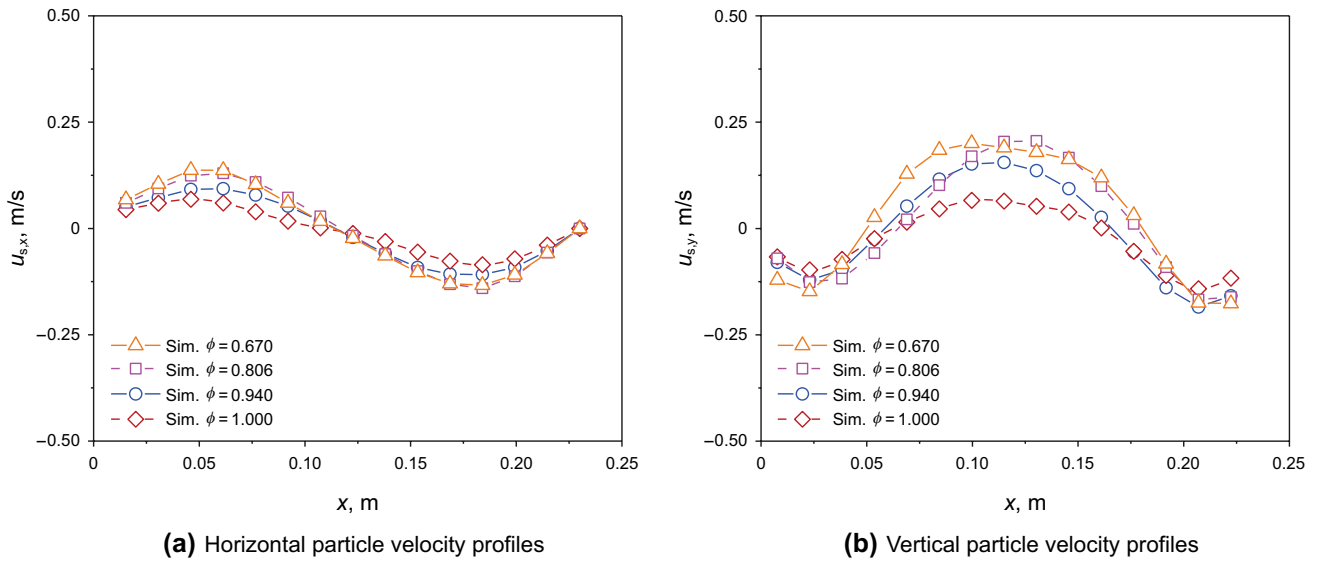 0.50
0.25
0
–0.25
–0.50
u s,x, m/s
Sim. ϕ = 0.670
Sim. ϕ = 0.806
Sim. ϕ = 0.940
Sim. ϕ = 1.000
0 0.05 0.10 0.15 0.20 0.25
x, m
(a) Horizontal particle velocity profiles
0.50
0.25
0
–0.25
–0.50
u s,y, m/s
Sim. ϕ = 0.670
Sim. ϕ = 0.806
Sim. ϕ = 0.940
Sim. ϕ = 1.000
0 0.05 0.10 0.15 0.20 0.25
x, m
(b) Vertical particle velocity profiles